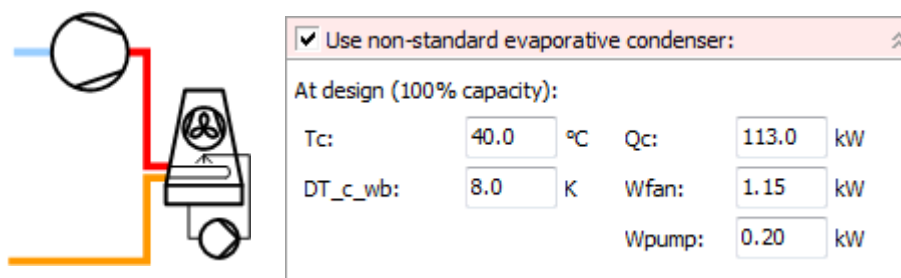 Use non-standard evaporative condenser:
At design (100% capacity):
Tc: 40.0 ºC Qc: 113.0 kW
DT_c_wb: 8.0 K Wfan: 1.15 kW
Wpump: 0.20 kW